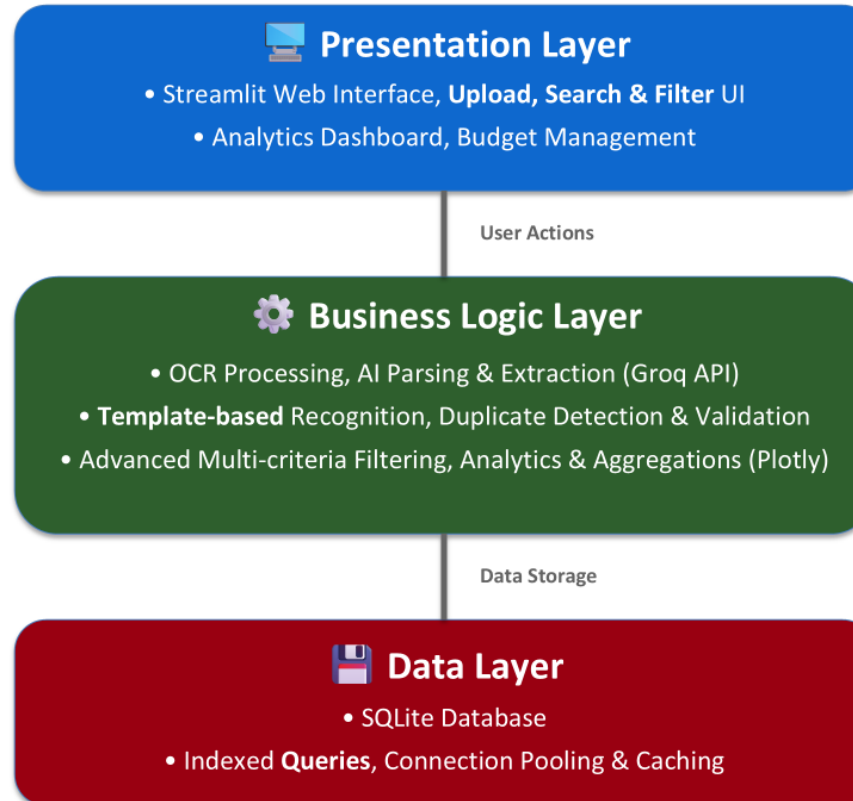 Presentation Layer
• Streamlit Web Interface, Upload, Search & Filter UI
• Analytics Dashboard, Budget Management
User Actions
Business Logic Layer
• OCR Processing, AI Parsing & Extraction (Groq API)
• Template-based Recognition, Duplicate Detection & Validation
• Advanced Multi-criteria Filtering, Analytics & Aggregations (Plotly)
Data Storage
Data Layer
• SQLite Database
• Indexed Queries, Connection Pooling & Caching